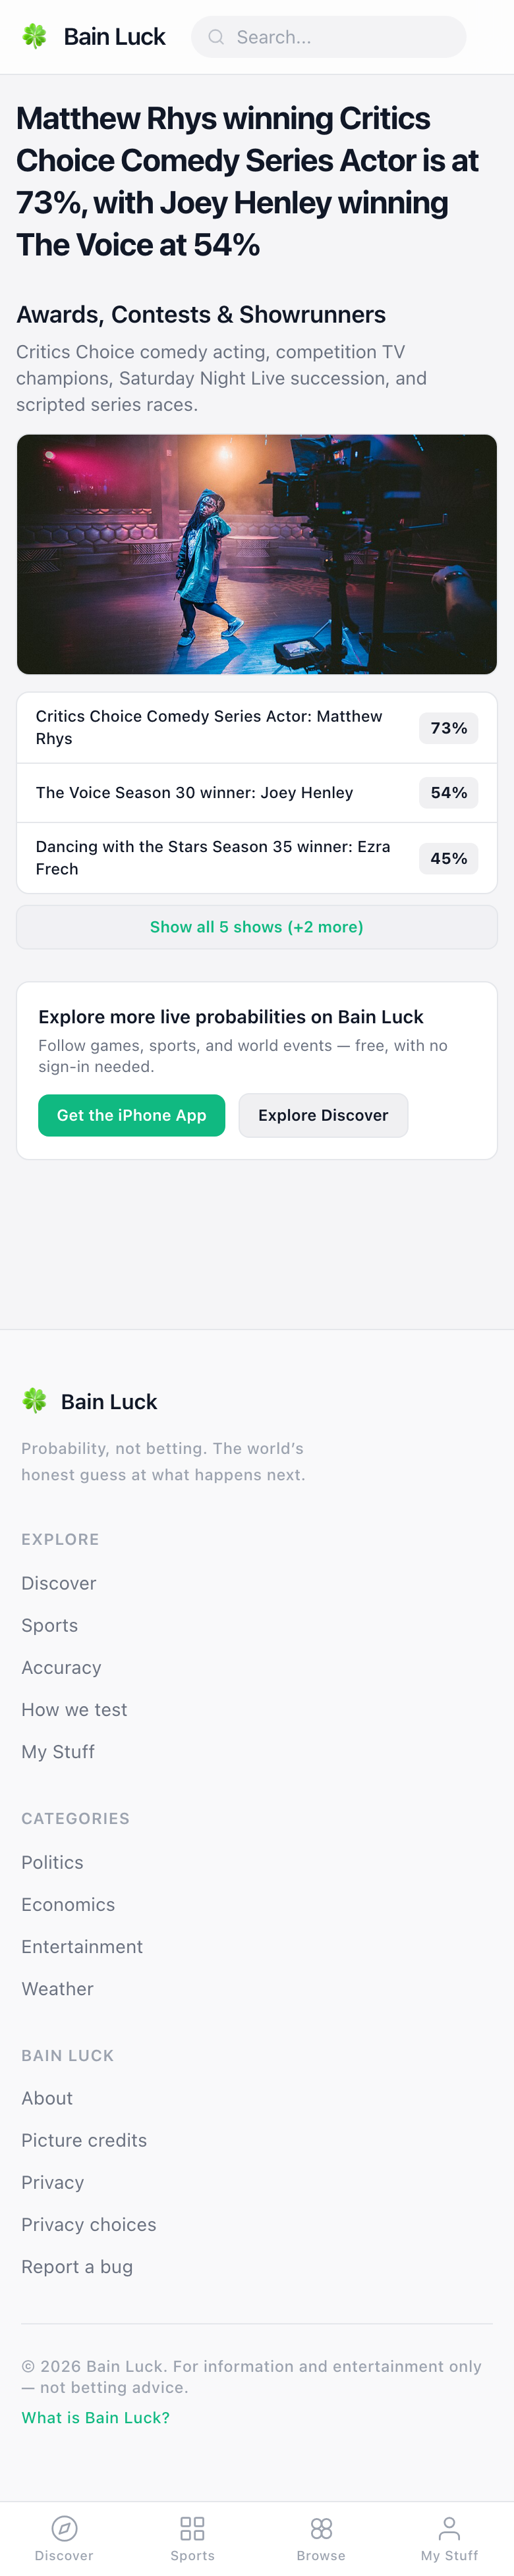 Bain Luck
Search...
Matthew Rhys winning Critics
Choice Comedy Series Actor is at
73%, with Joey Henley winning
The Voice at 54%
Awards, Contests & Showrunners
Critics Choice comedy acting, competition TV
champions, Saturday Night Live succession, and
scripted series races.
Critics Choice Comedy Series Actor: Matthew
Rhys
73%
The Voice Season 30 winner: Joey Henley
54%
Dancing with the Stars Season 35 winner: Ezra
Frech
45%
Show all 5 shows (+2 more)
Explore more live probabilities on Bain Luck
Follow games, sports, and world events — free, with no
sign-in needed.
Get the iPhone App
Explore Discover
Bain Luck
Probability, not betting. The world's
honest guess at what happens next.
EXPLORE
Discover
Sports
Accuracy
How we test
My Stuff
CATEGORIES
Politics
Economics
Entertainment
Weather
BAIN LUCK
About
Picture credits
Privacy
Privacy choices
Report a bug
© 2026 Bain Luck. For information and entertainment only
— not betting advice.
What is Bain Luck?
Discover
Sports
Browse
My Stuff